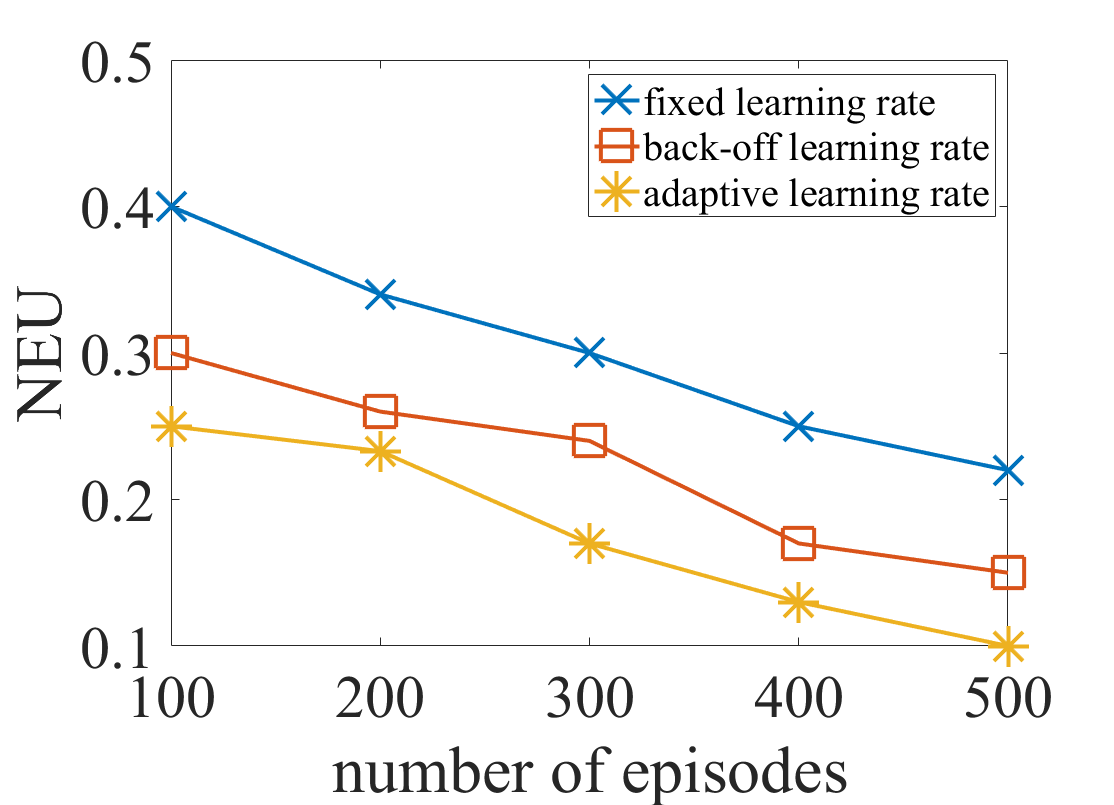 0.5
0.4
0.3
0.2
0.1
NEU
fixed learning rate
back-off learning rate
adaptive learning rate
100 200 300 400 500
number of episodes